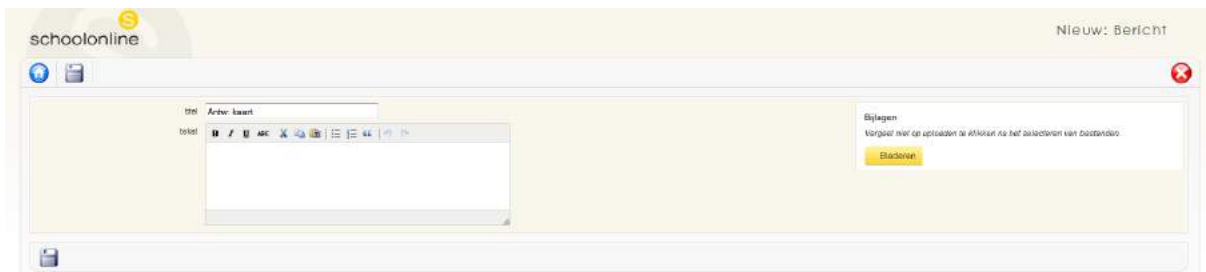 S
schoolonline
Nieuw: Bericht
titel Antw: kaart
tekst
B I U ABC
Bijlagen
Vergeet niet op uploaden te klikken na het selecteren van bestanden.
Bladeren